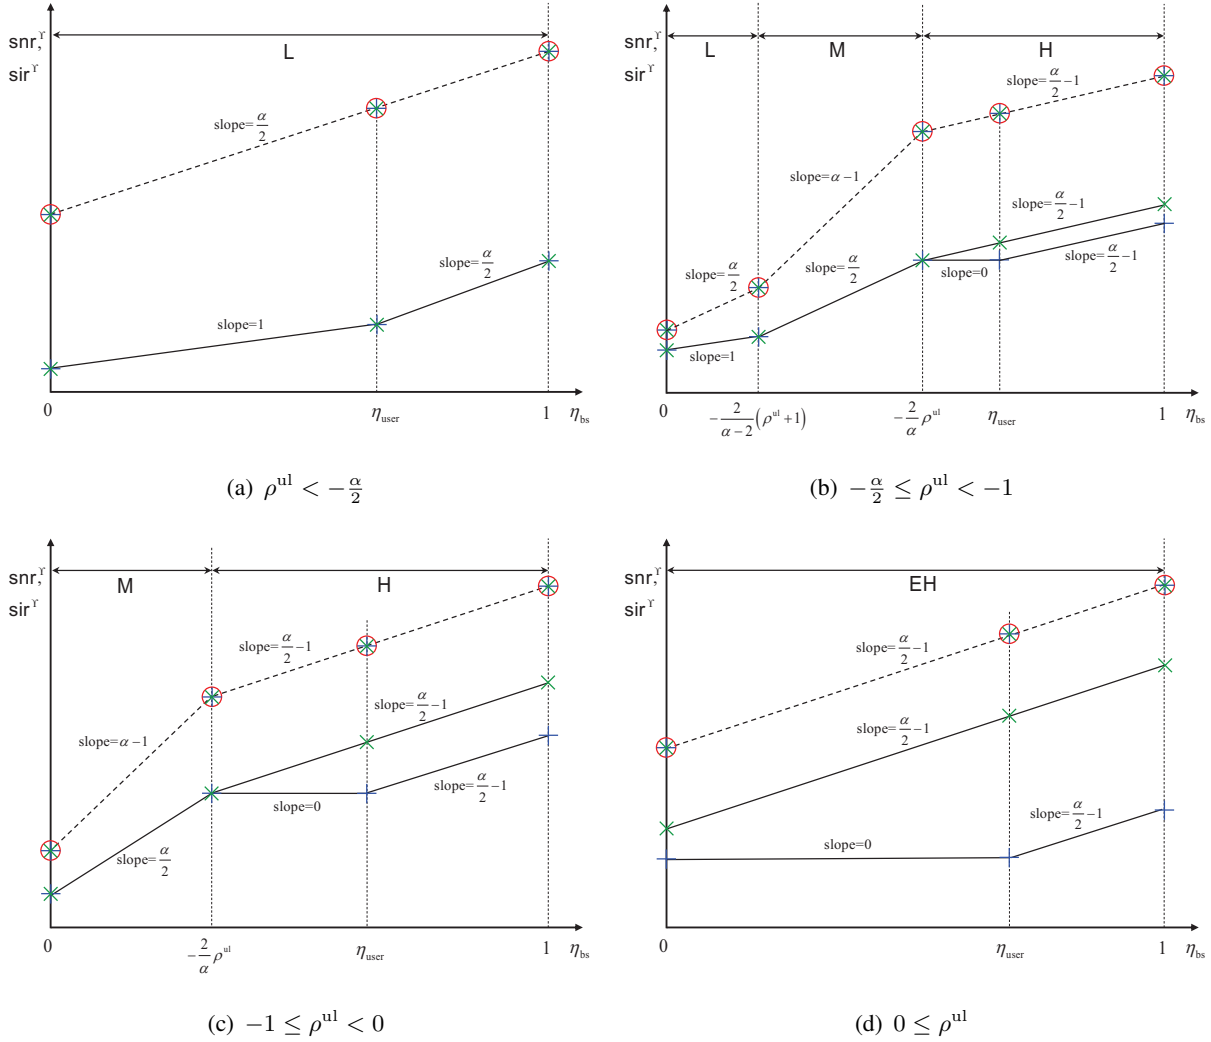 snr,^ϒ
sir^ϒ
L
slope=α/2
slope=α/2
slope=1
0
η_user
1
η_bs
(a) ρ^ul < −α/2
L
M
H
slope=α/2 −1
slope=α−1
slope=α/2 −1
slope=α/2
slope=α/2
slope=0
slope=α/2 −1
slope=1
0
−2/(α−2) (ρ^ul+1)
−2/α ρ^ul
η_user
1
η_bs
(b) −α/2 ≤ ρ^ul < −1
snr,^ϒ
sir^ϒ
M
H
slope=α/2 −1
slope=α/2 −1
slope=α−1
slope=α/2 −1
slope=0
slope=α/2
0
−2/α ρ^ul
η_user
1
η_bs
(c) −1 ≤ ρ^ul < 0
EH
slope=α/2 −1
slope=α/2 −1
slope=α/2 −1
slope=0
0
η_user
1
η_bs
(d) 0 ≤ ρ^ul